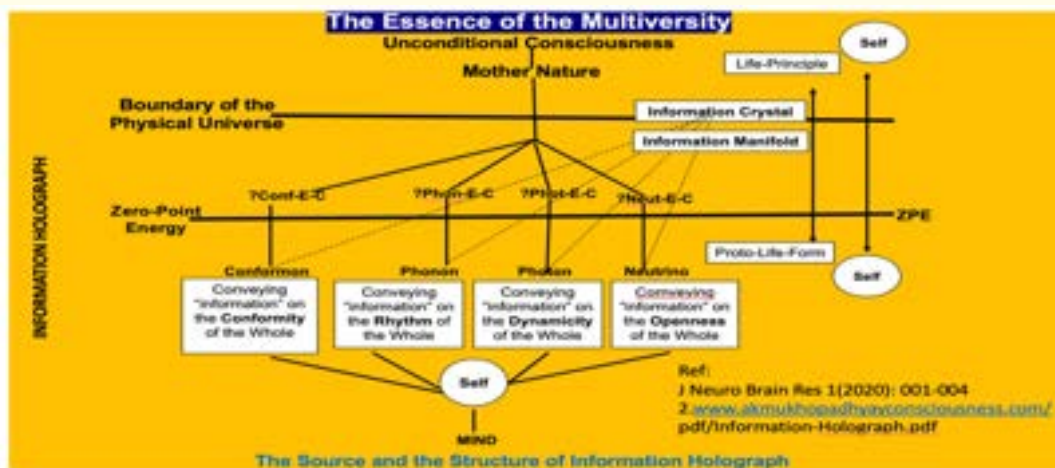 The Essence of the Multiversity
Unconditional Consciousness
Mother Nature
Self
Life-Principle
Boundary of the
Physical Universe
Information Crystal
Information Manifold
INFORMATION HOLOGRAPH
?Conf-E-C
?Phon-E-C
?Phot-E-C
?Neut-E-C
Zero-Point
Energy
ZPE
Proto-Life-Form
Self
Conformon
Phonon
Photon
Neutrino
Conveying
"information" on
the Conformity
of the Whole
Conveying
"information" on
the Rhythm of
the Whole
Conveying
"information" on
the Dynamicity
of the Whole
Conveying
"information" on
the Openness
of the Whole
Self
MIND
Ref:
J Neuro Brain Res 1(2020): 001-004
2.www.akmukhopadhyayconsciousness.com/
pdf/Information-Holograph.pdf
The Source and the Structure of Information Holograph